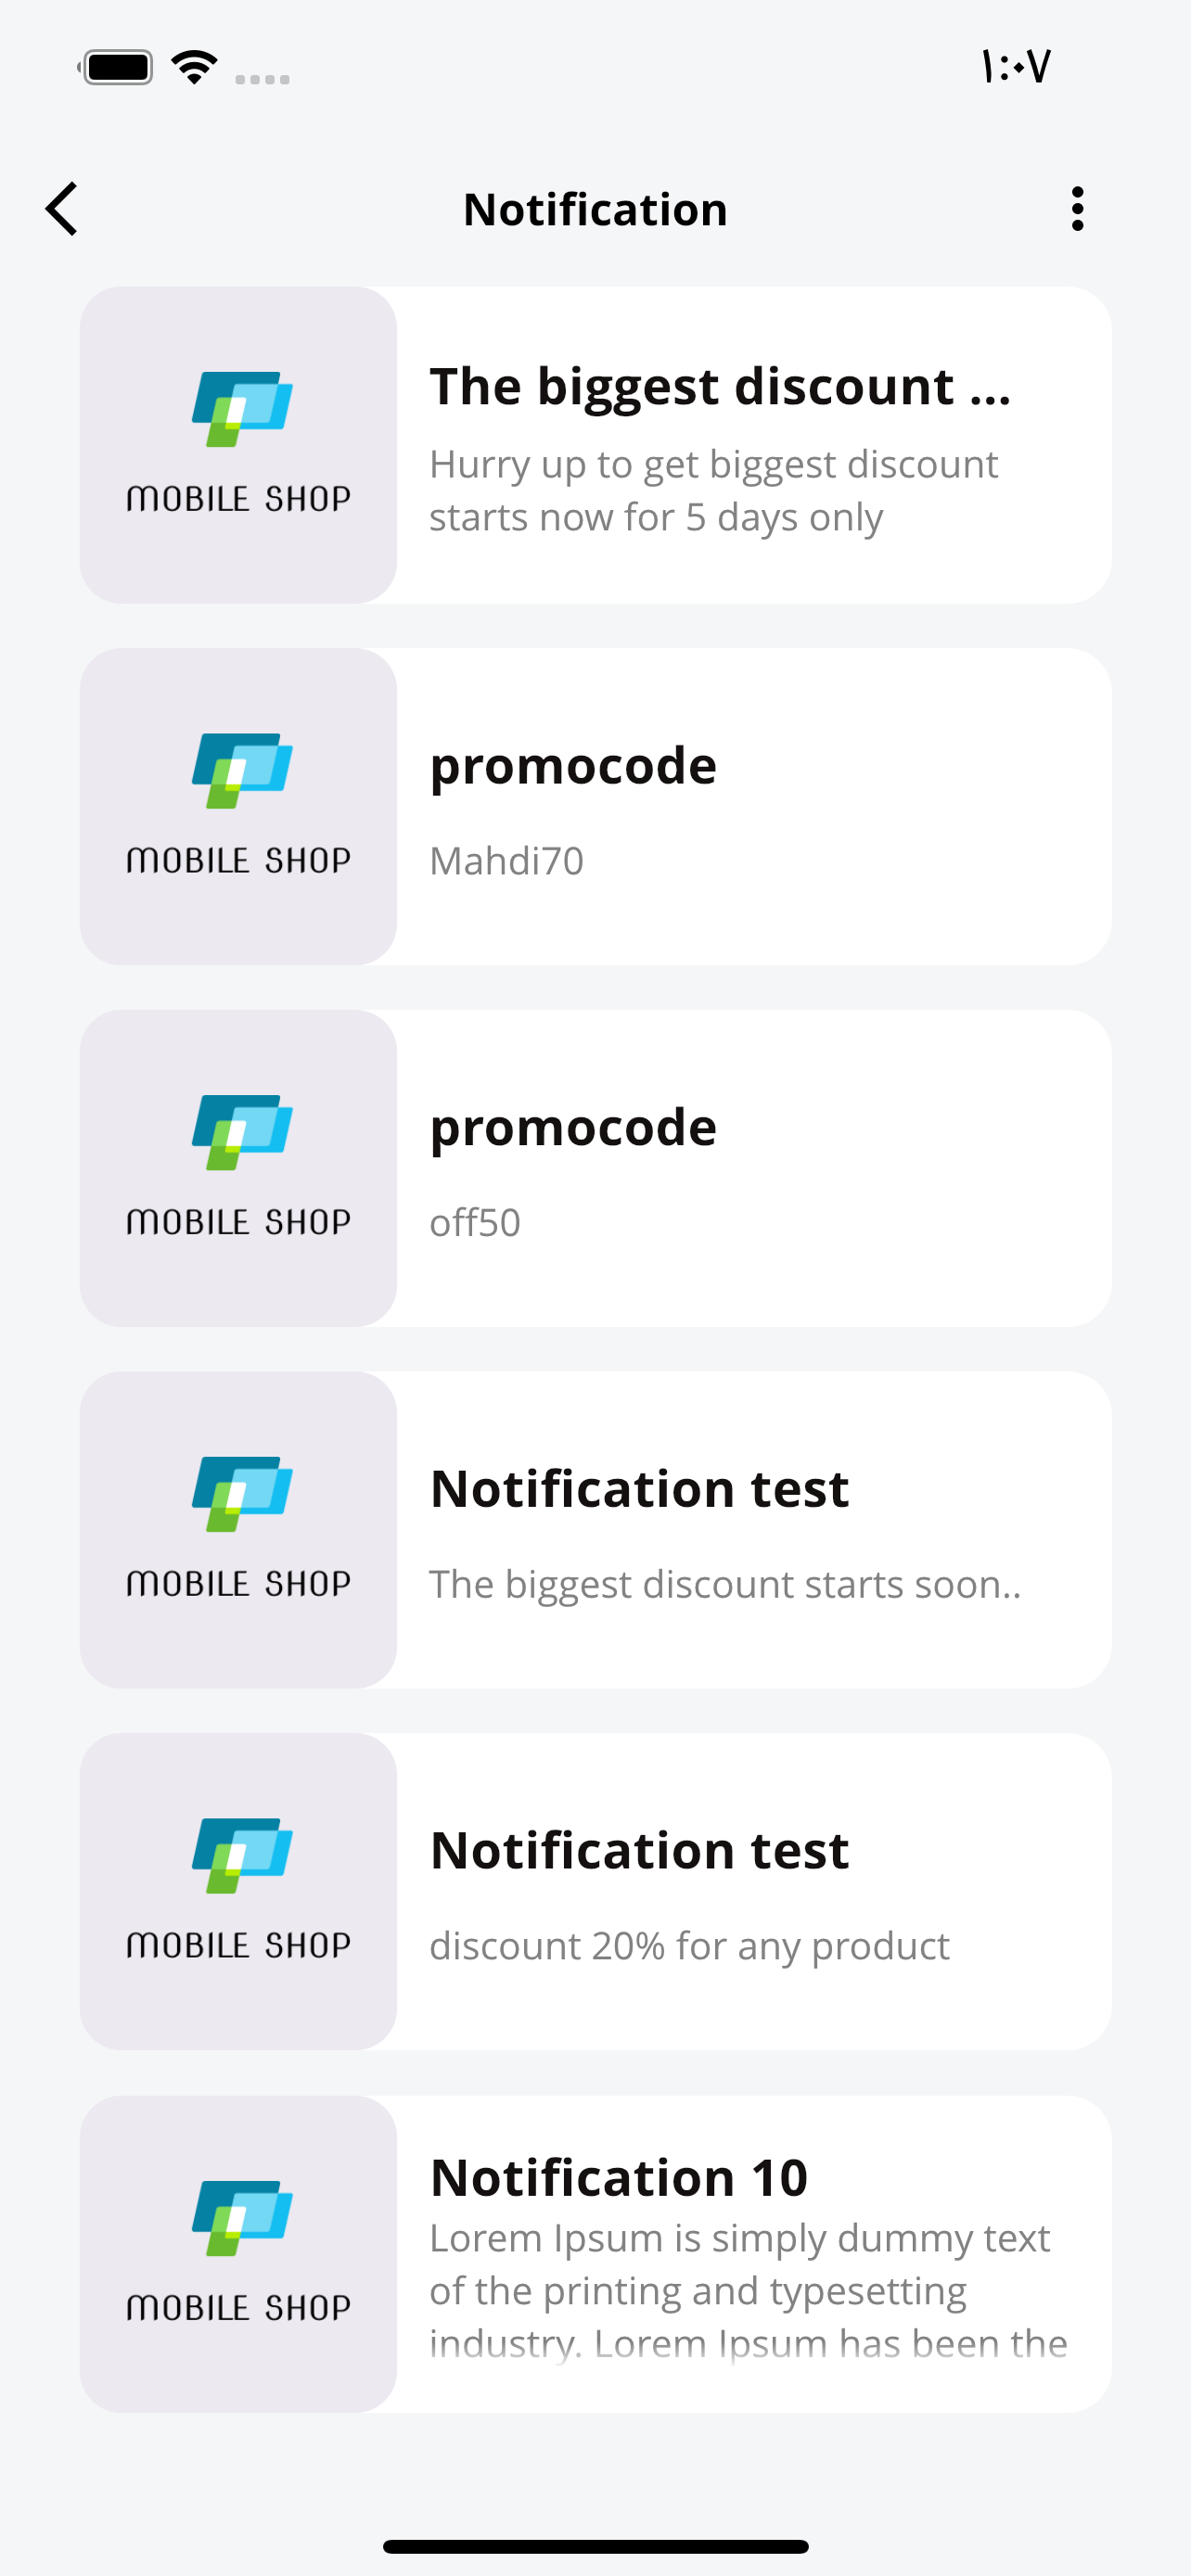 ١:٠٧
Notification
The biggest discount ...
Hurry up to get biggest discount
starts now for 5 days only
MOBILE SHOP
promocode
Mahdi70
MOBILE SHOP
promocode
off50
MOBILE SHOP
Notification test
The biggest discount starts soon..
MOBILE SHOP
Notification test
discount 20% for any product
MOBILE SHOP
Notification 10
Lorem Ipsum is simply dummy text
of the printing and typesetting
industry. Lorem Ipsum has been the
MOBILE SHOP